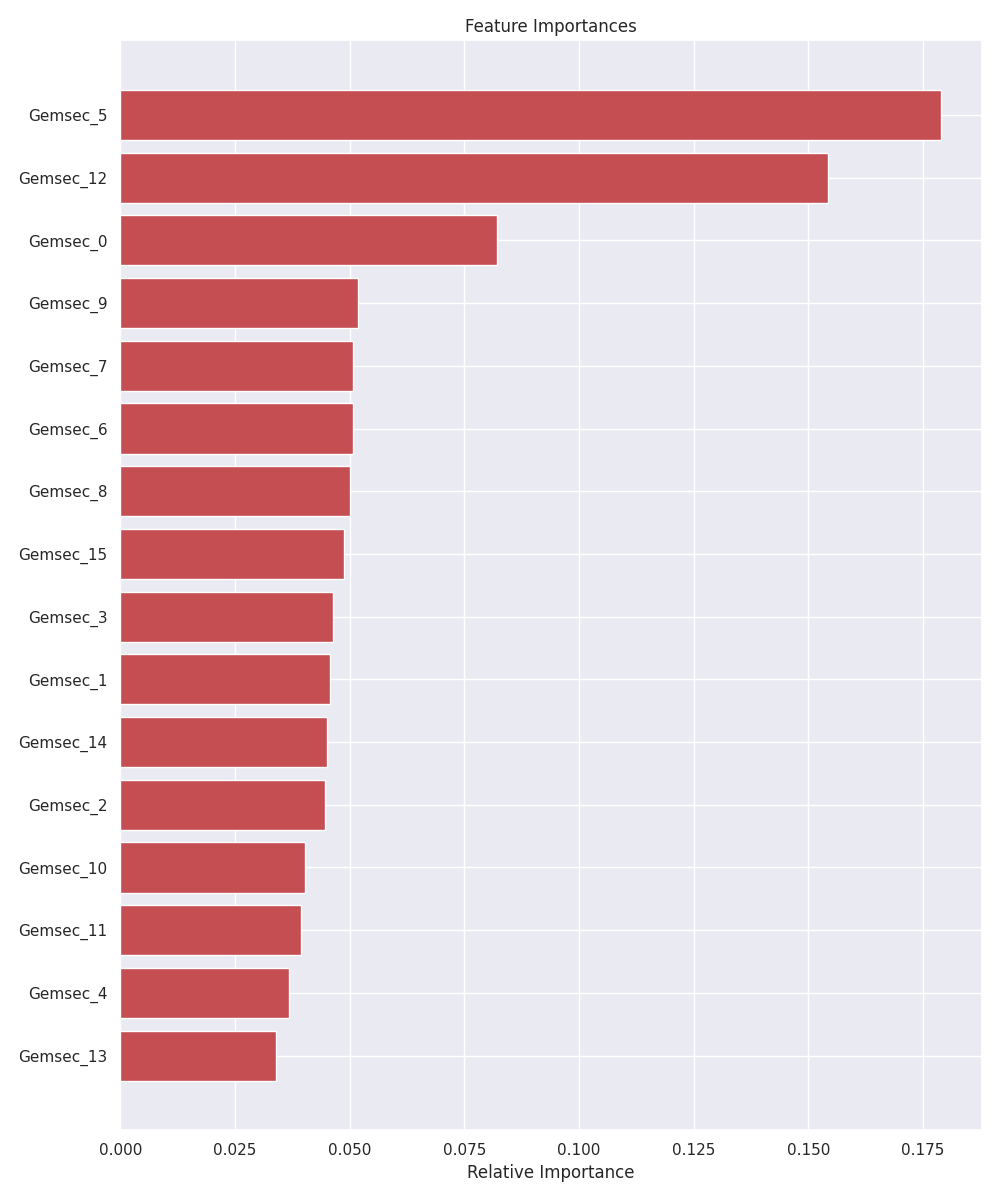 Feature Importances
Gemsec_5
Gemsec_12
Gemsec_0
Gemsec_9
Gemsec_7
Gemsec_6
Gemsec_8
Gemsec_15
Gemsec_3
Gemsec_1
Gemsec_14
Gemsec_2
Gemsec_10
Gemsec_11
Gemsec_4
Gemsec_13
0.000 0.025 0.050 0.075 0.100 0.125 0.150 0.175
Relative Importance